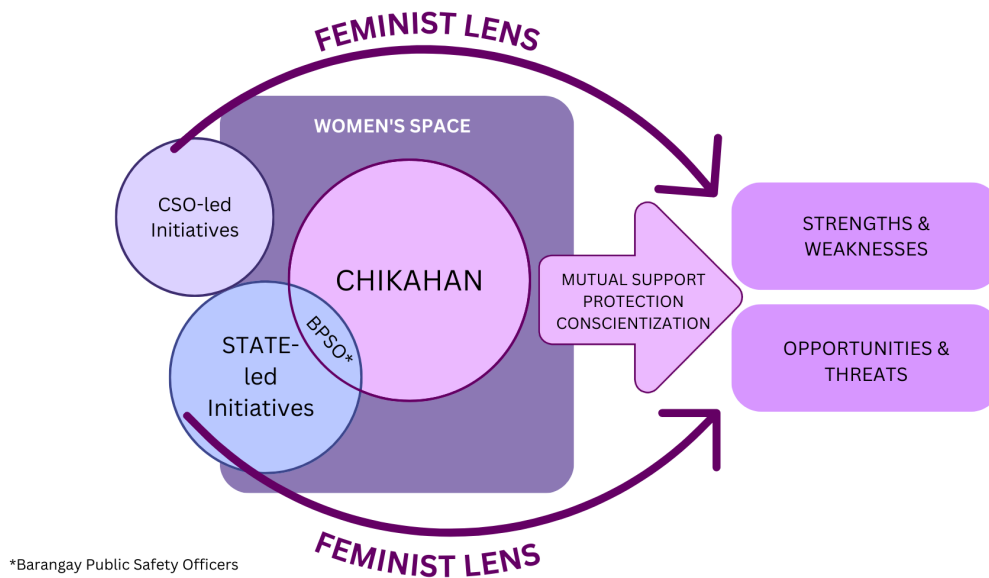 FEMINIST LENS
WOMEN'S SPACE
CSO-led
Initiatives
CHIKAHAN
STATE-
led
Initiatives
BPSO*
MUTUAL SUPPORT
PROTECTION
CONSCIENTIZATION
STRENGTHS &
WEAKNESSES
OPPORTUNITIES &
THREATS
FEMINIST LENS
*Barangay Public Safety Officers